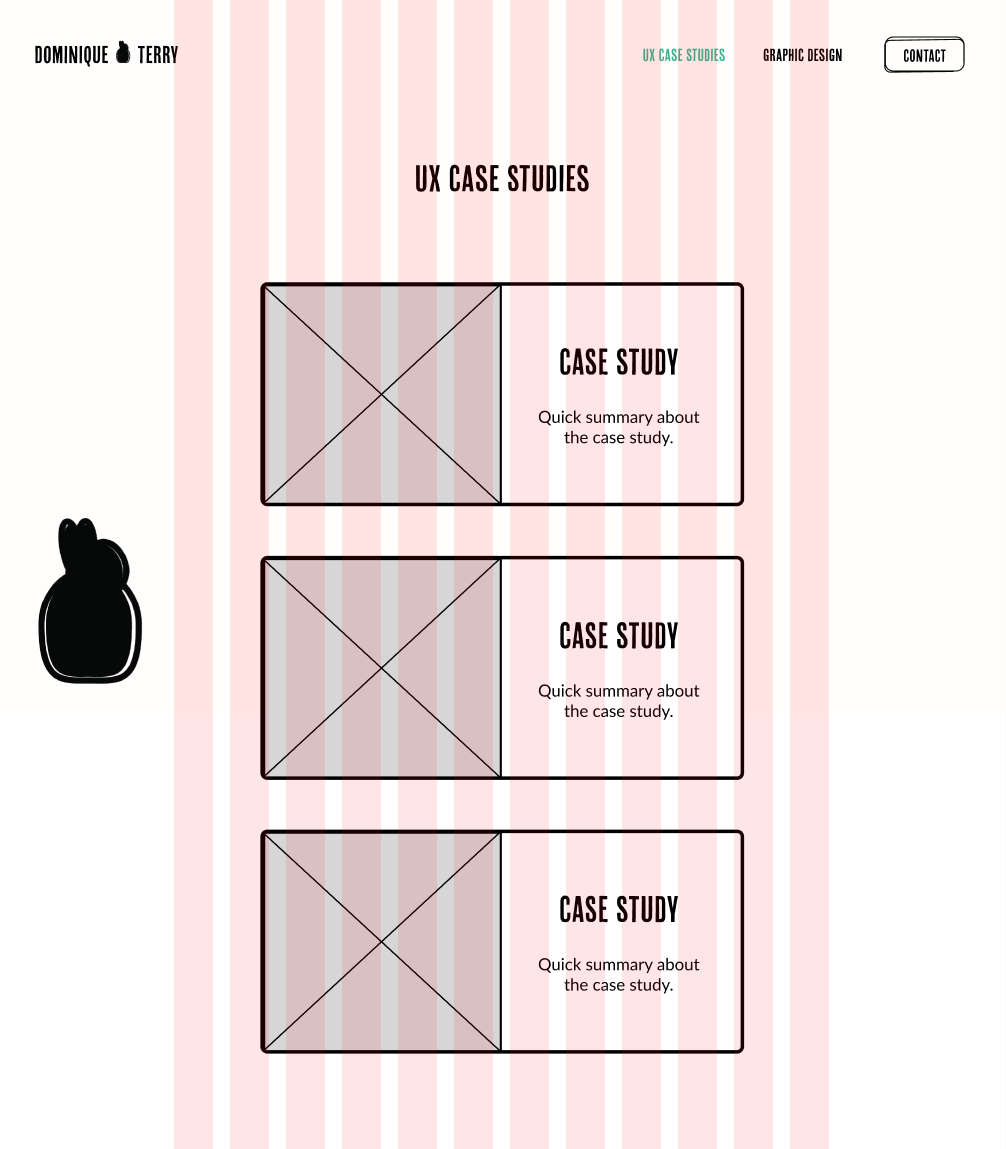 DOMINIQUE TERRY
UX CASE STUDIES
GRAPHIC DESIGN
CONTACT
UX CASE STUDIES
CASE STUDY
Quick summary about
the case study.
CASE STUDY
Quick summary about
the case study.
CASE STUDY
Quick summary about
the case study.